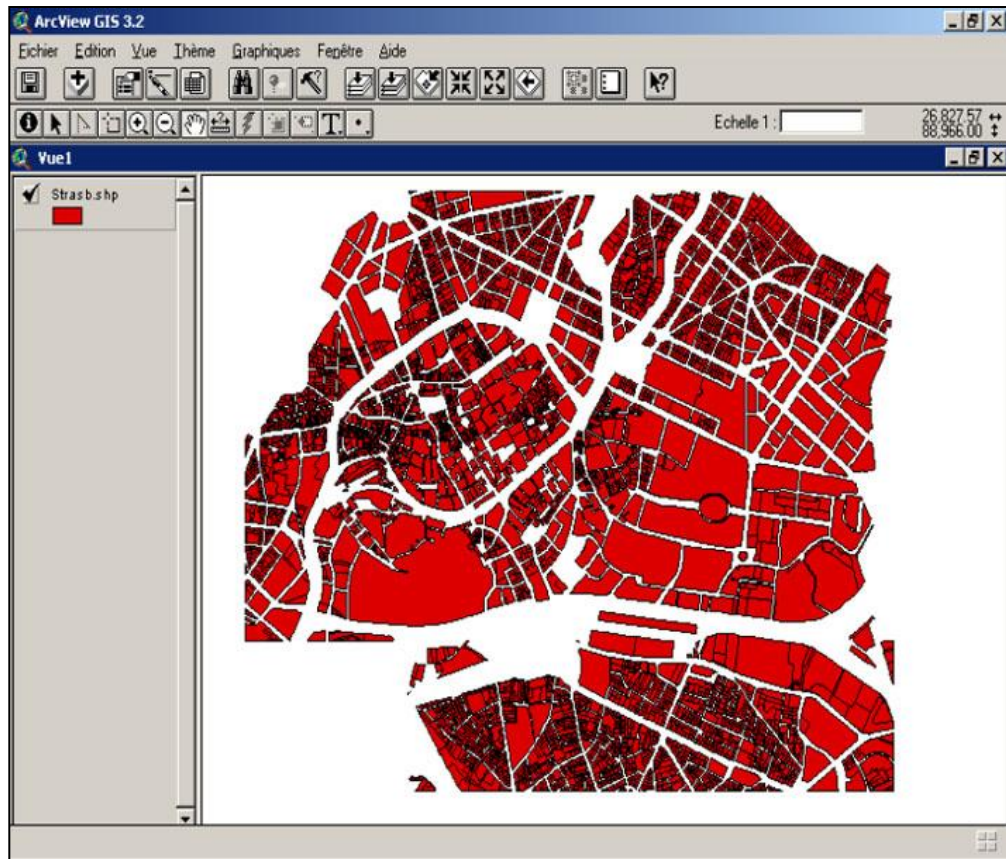 ArcView GIS 3.2
Eichier Edition Vue Thème Graphiques Fenêtre Aide
T
Echelle 1 :
26,827.57
88,966.00
Vue1
Strasb.shp